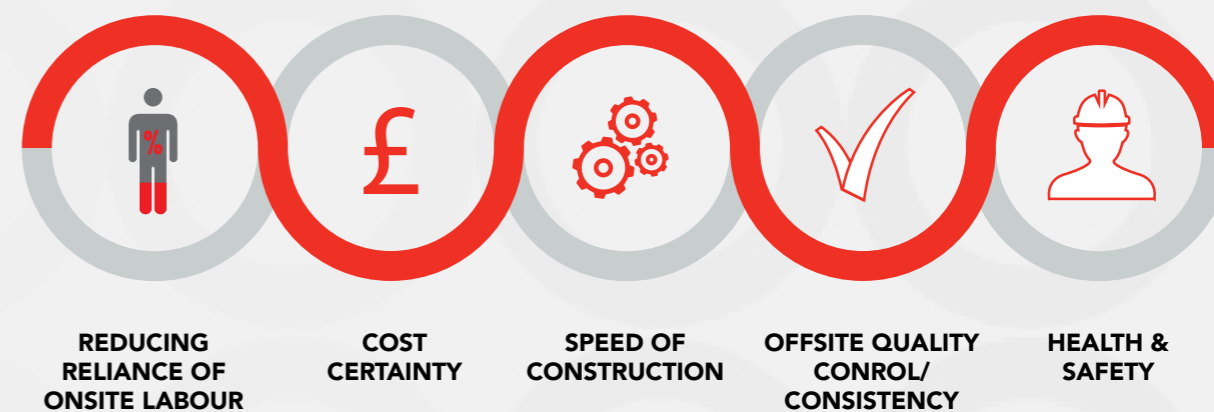 %
£
REDUCING
RELIANCE OF
ONSITE LABOUR
COST
CERTAINTY
SPEED OF
CONSTRUCTION
OFFSITE QUALITY
CONROL/
CONSISTENCY
HEALTH &
SAFETY